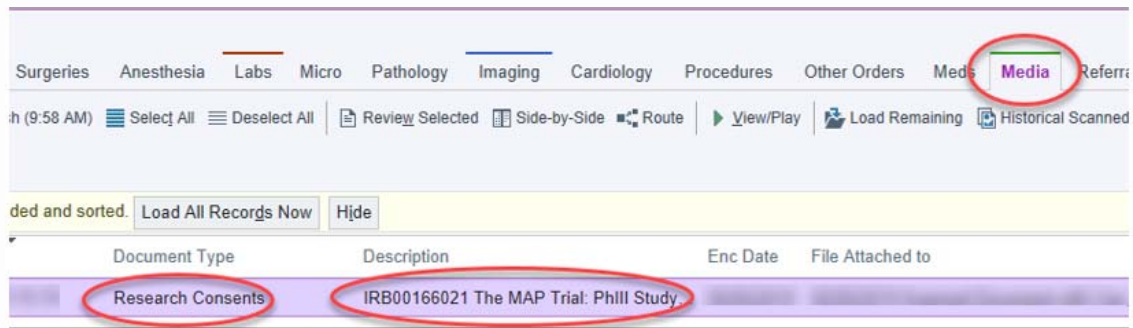 Surgeries Anesthesia Labs Micro Pathology Imaging Cardiology Procedures Other Orders Meds Media Referra
h (9:58 AM) Select All Deselect All Review Selected Side-by-Side Route View/Play Load Remaining Historical Scanned
ded and sorted. Load All Records Now Hide
Document Type Description Enc Date File Attached to
Research Consents IRB00166021 The MAP Trial: PhIII Study.